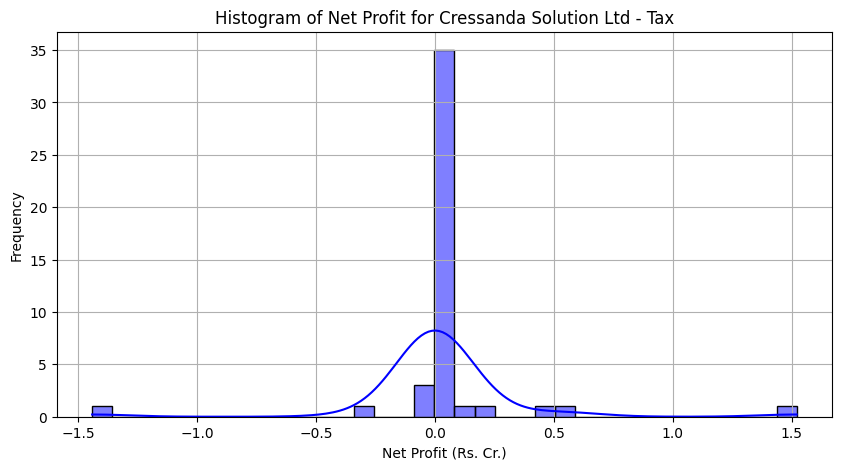 Histogram of Net Profit for Cressanda Solution Ltd - Tax
35
30
25
20
15
10
5
0
Frequency
−1.5 −1.0 −0.5 0.0 0.5 1.0 1.5
Net Profit (Rs. Cr.)